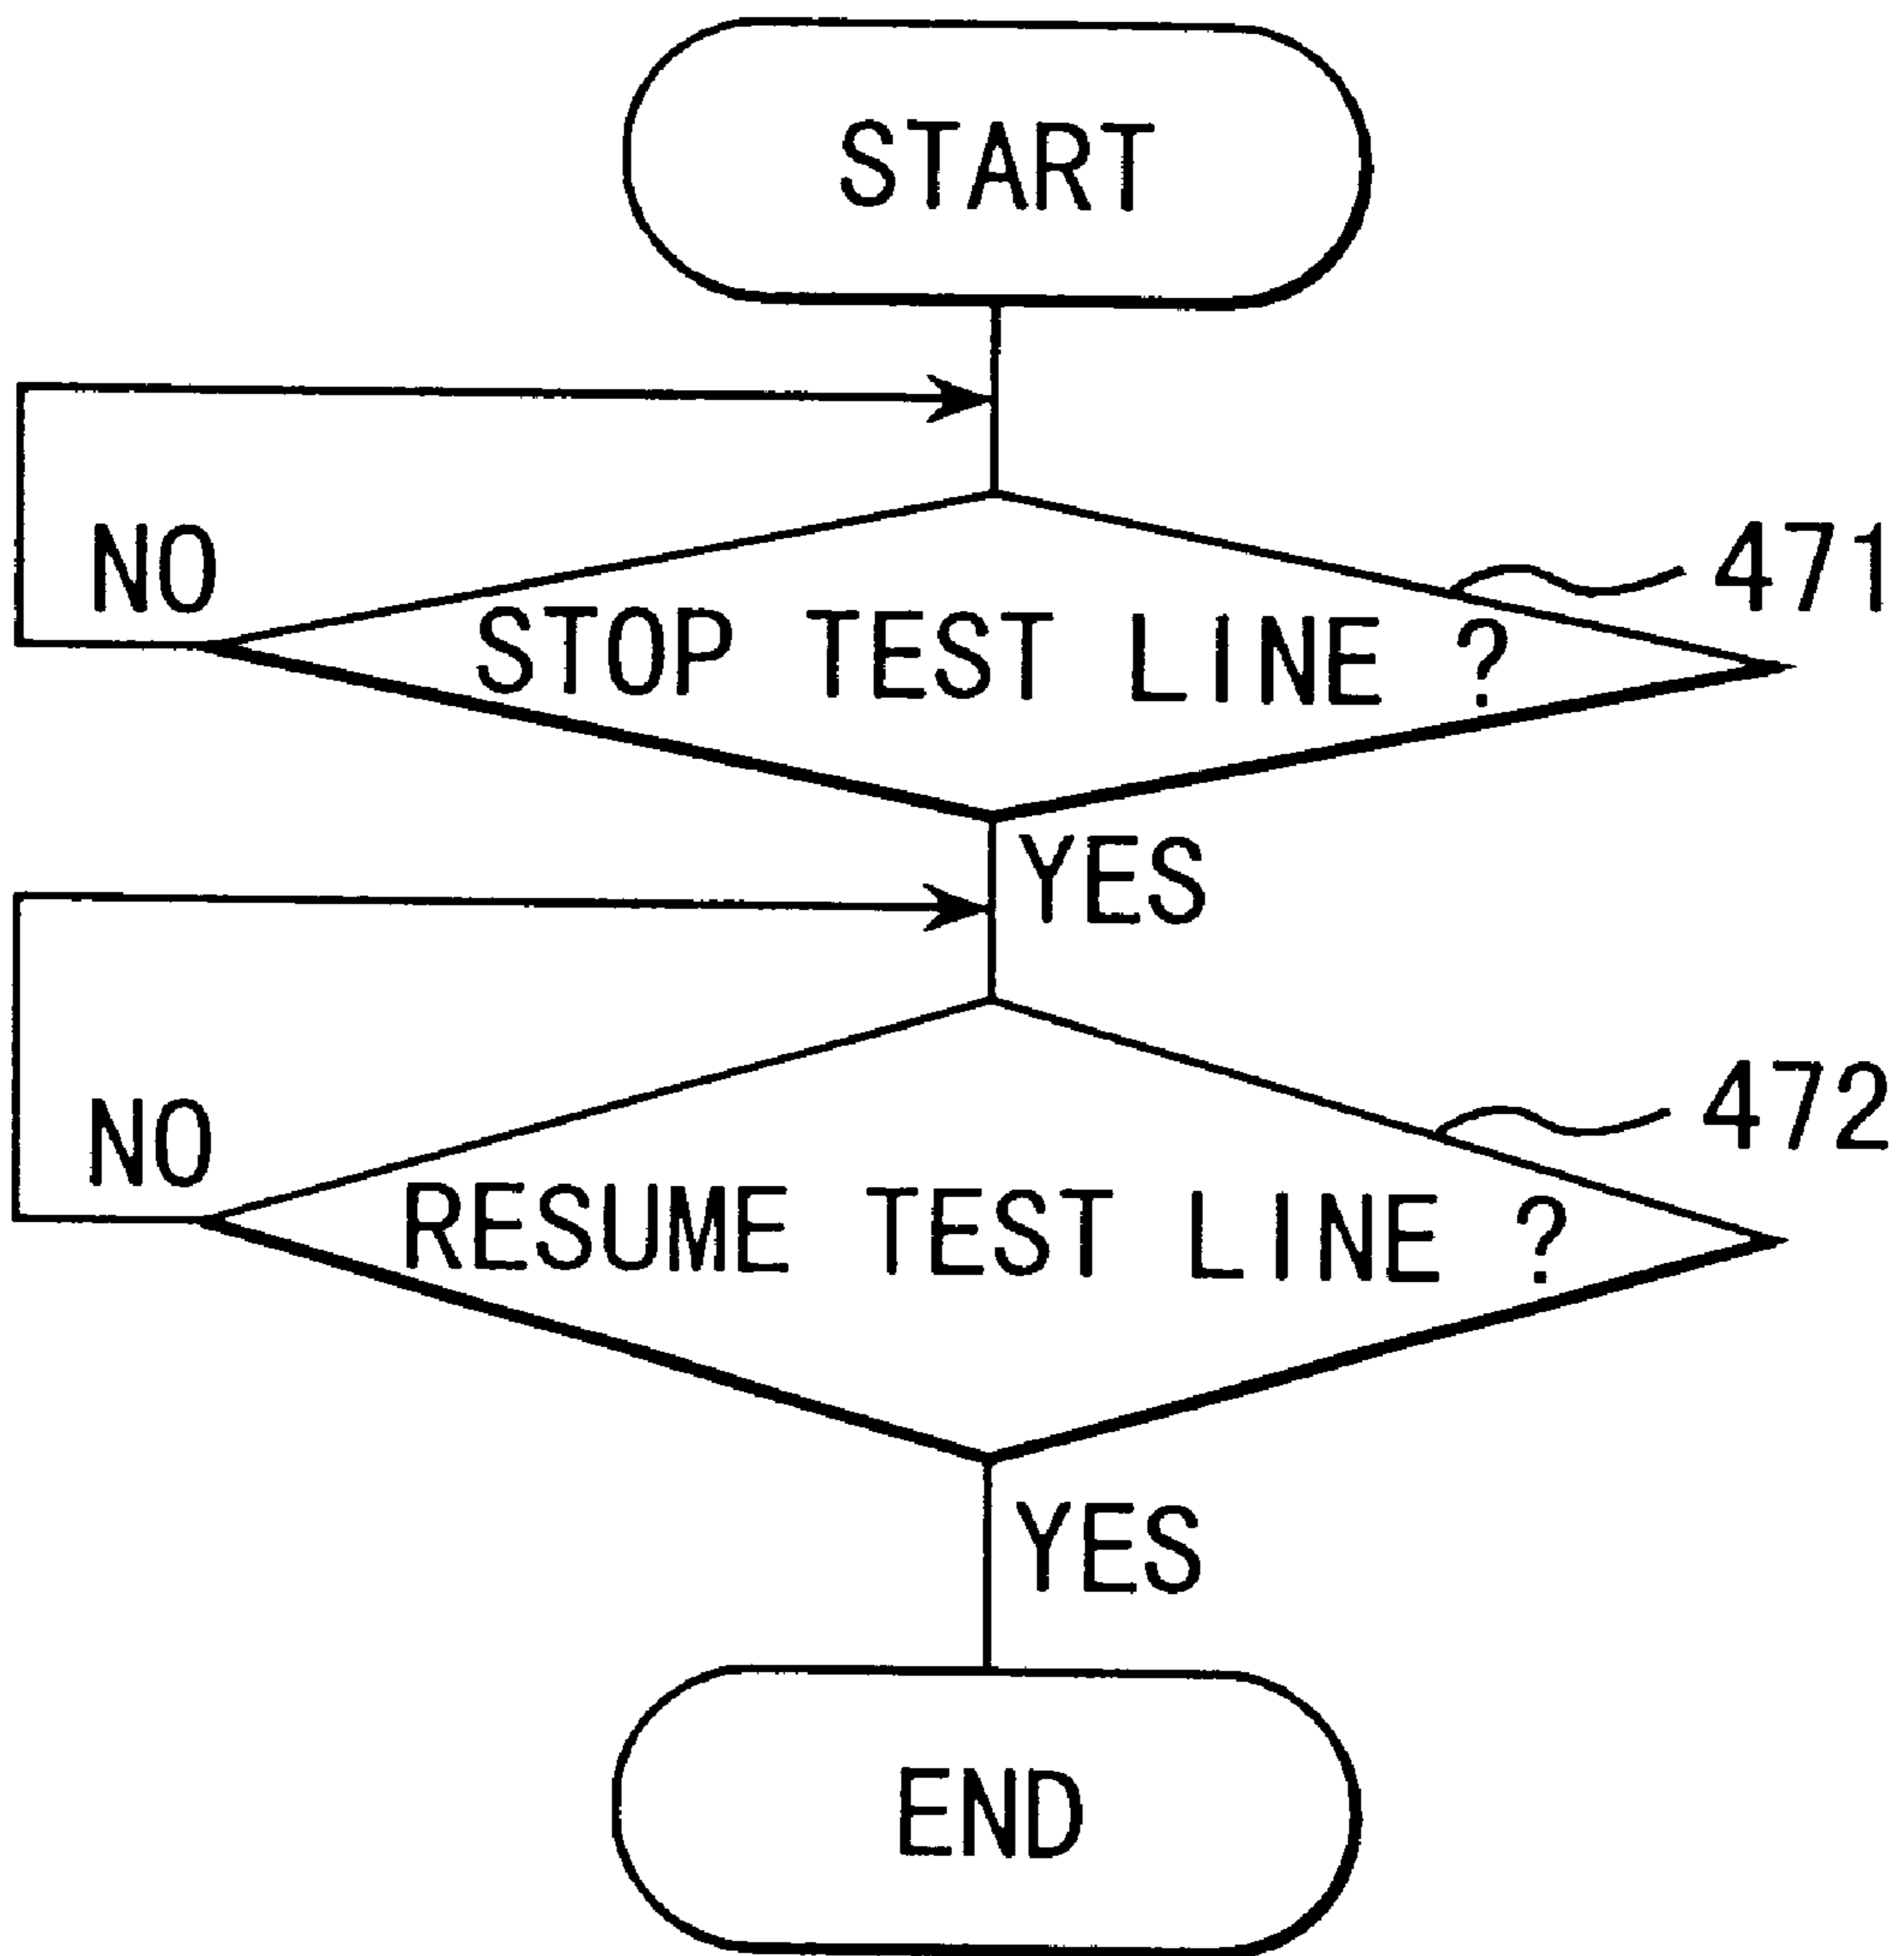 START
NO
471
STOP TEST LINE ?
YES
NO
472
RESUME TEST LINE ?
YES
END